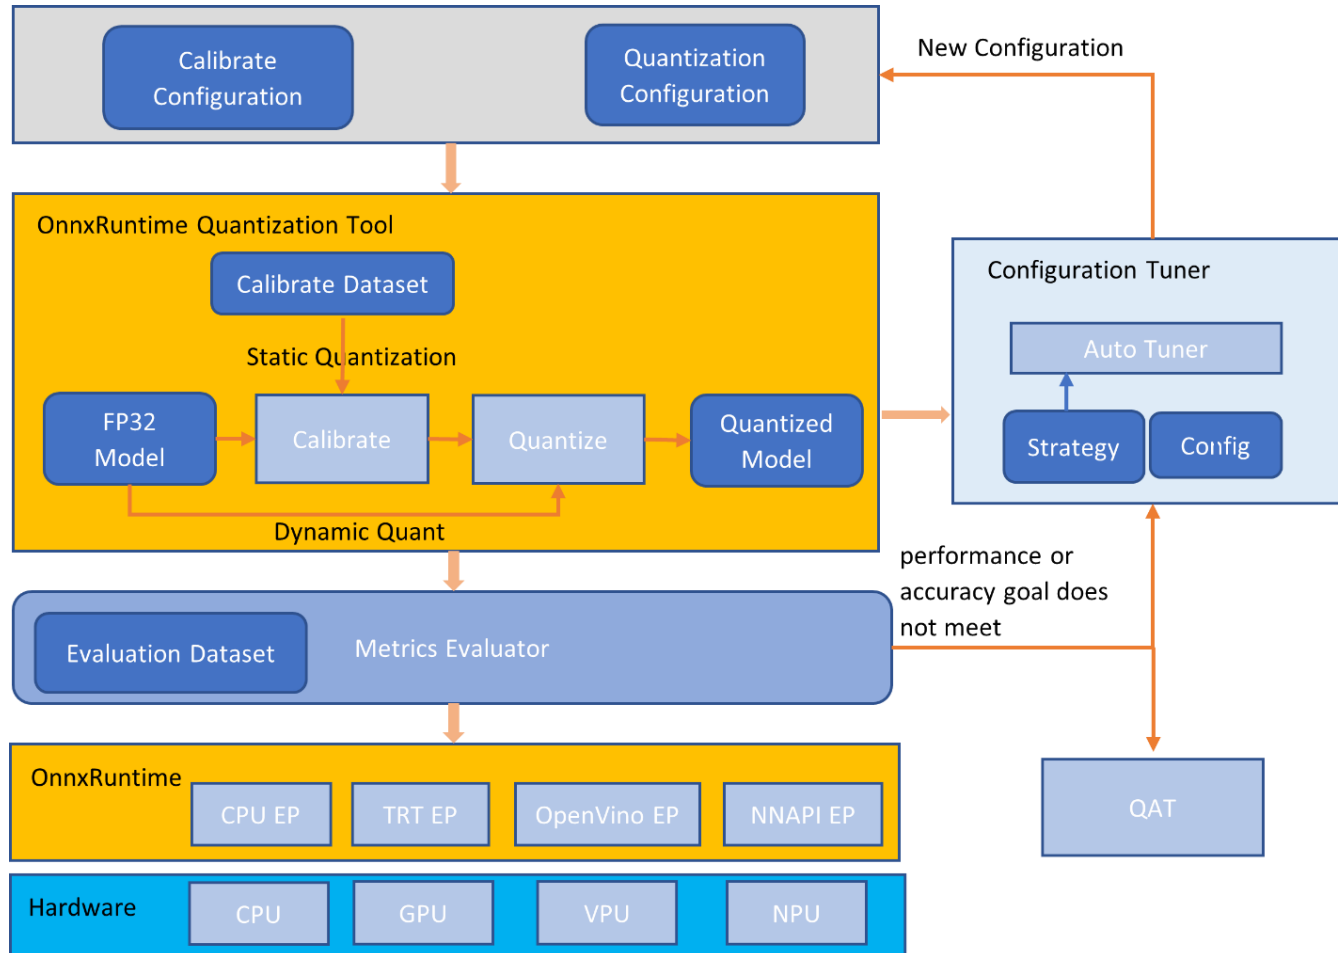 Calibrate
Configuration
Quantization
Configuration
New Configuration
OnnxRuntime Quantization Tool
Calibrate Dataset
Static Quantization
FP32
Model
Calibrate
Quantize
Quantized
Model
Dynamic Quant
Configuration Tuner
Auto Tuner
Strategy
Config
performance or
accuracy goal does
not meet
Evaluation Dataset
Metrics Evaluator
OnnxRuntime
CPU EP
TRT EP
OpenVino EP
NNAPI EP
QAT
Hardware
CPU
GPU
VPU
NPU